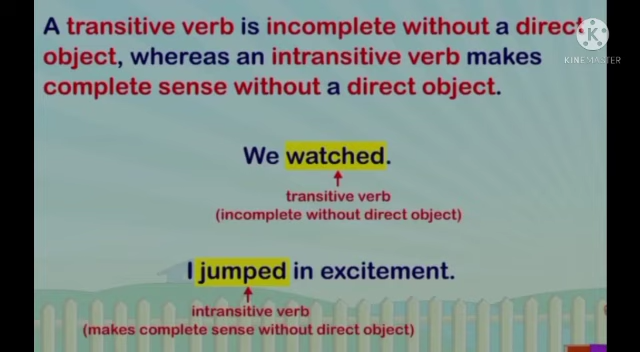 A transitive verb is incomplete without a direct
object, whereas an intransitive verb makes
complete sense without a direct object.
K
KINEMASTER
We watched.
transitive verb
(incomplete without direct object)
I jumped in excitement.
intransitive verb
(makes complete sense without direct object)